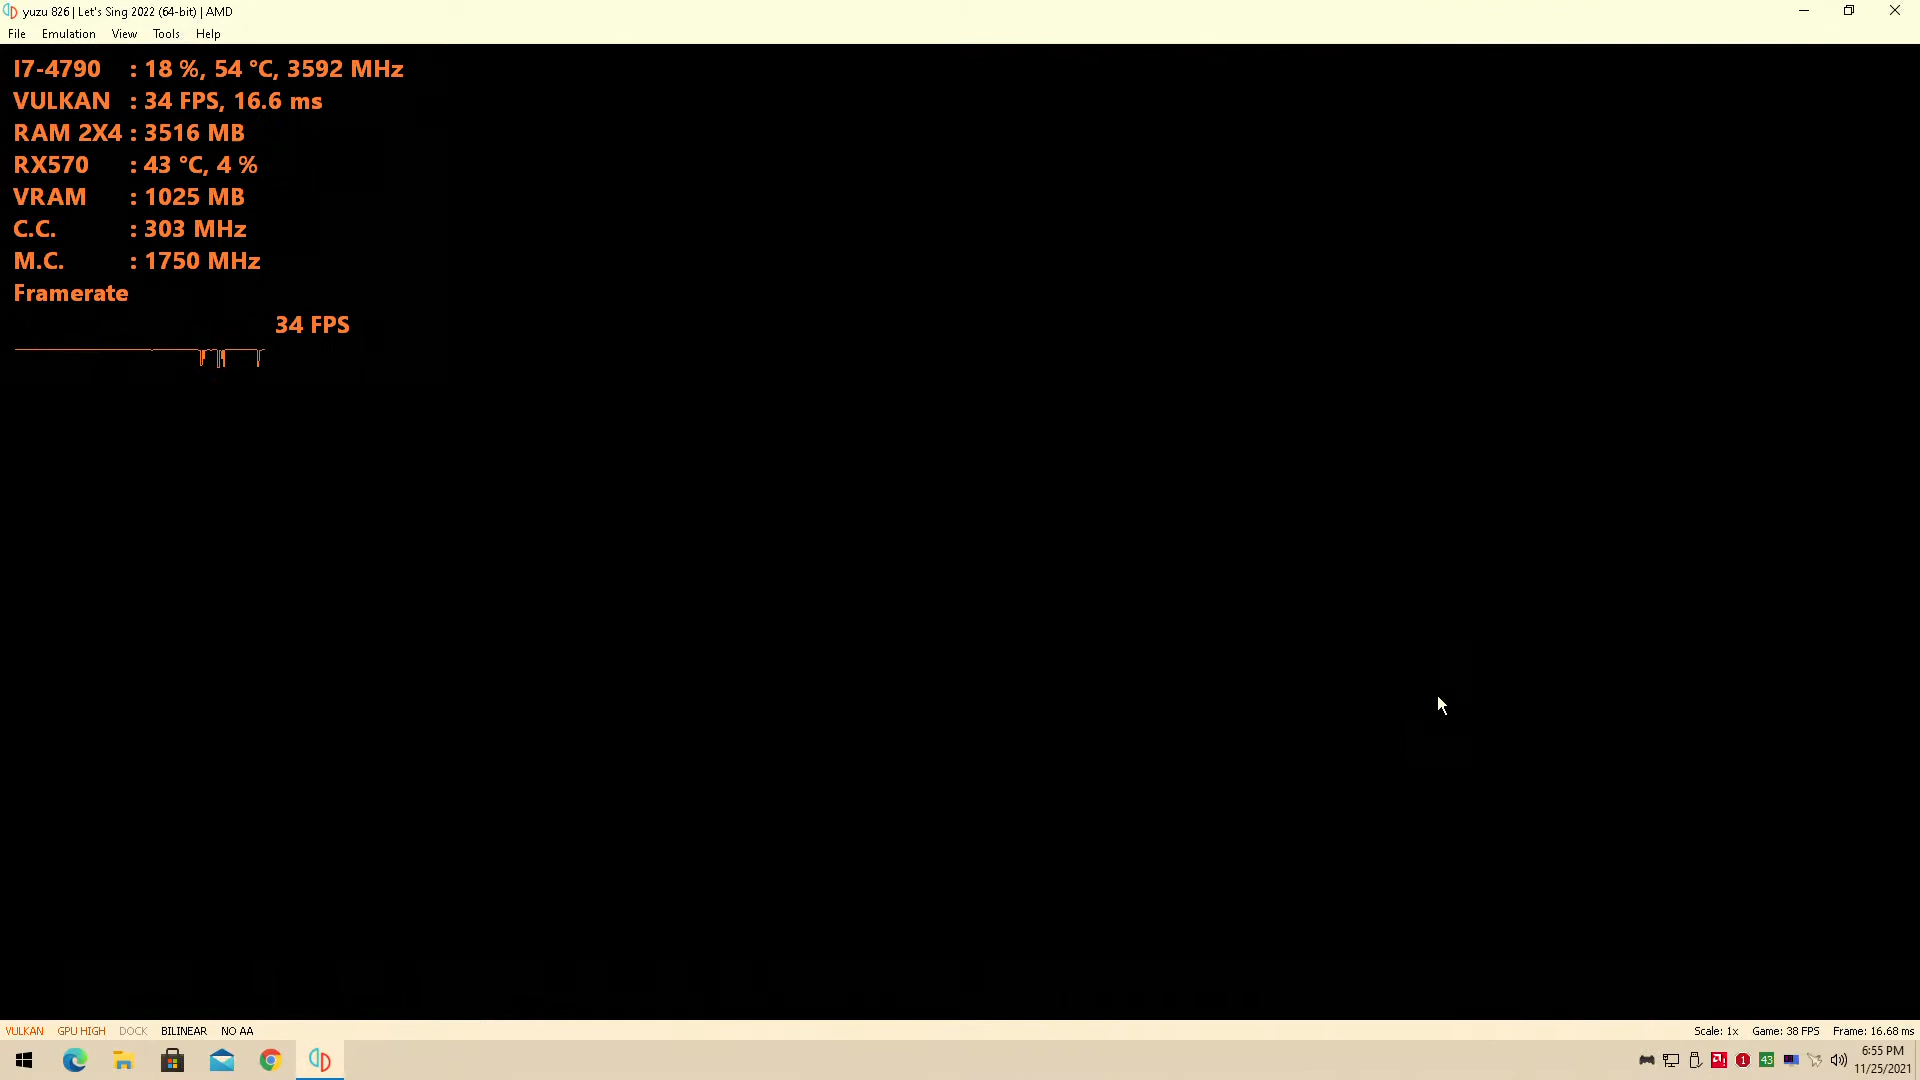 yuzu 826 | Let's Sing 2022 (64-bit) | AMD
File Emulation View Tools Help
I7-4790 : 18 %, 54 °C, 3592 MHz
VULKAN : 34 FPS, 16.6 ms
RAM 2X4 : 3516 MB
RX570 : 43 °C, 4 %
VRAM : 1025 MB
C.C. : 303 MHz
M.C. : 1750 MHz
Framerate
34 FPS
VULKAN GPU HIGH DOCK BILINEAR NO AA Scale: 1x Game: 38 FPS Frame: 16.68 ms
1 43 6:55 PM
11/25/2021